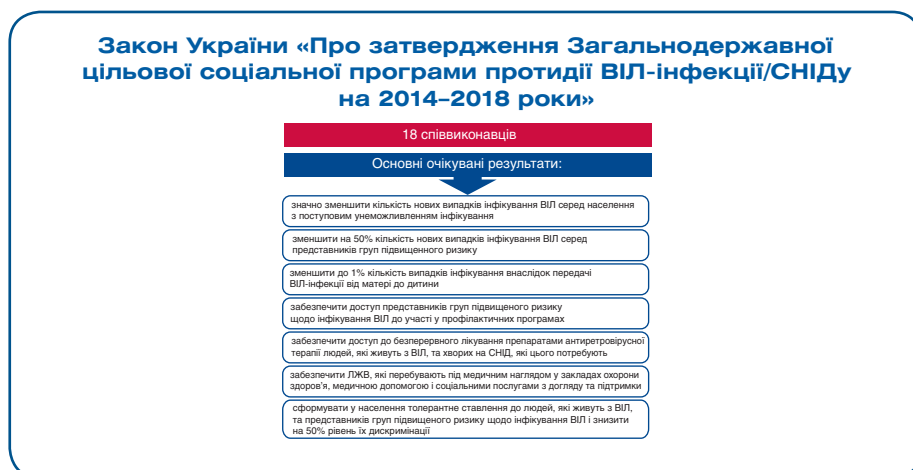 Закон України «Про затвердження Загальнодержавної
цільової соціальної програми протидії ВІЛ-інфекції/СНІДу
на 2014–2018 роки»
18 співвиконавців
Основні очікувані результати:
значно зменшити кількість нових випадків інфікування ВІЛ серед населення
з поступовим унеможливленням інфікування
зменшити на 50% кількість нових випадків інфікування ВІЛ серед
представників груп підвищенного ризику
зменшити до 1% кількість випадків інфікування внаслідок передачі
ВІЛ-інфекції від матері до дитини
забезпечити доступ представників груп підвищеного ризику
щодо інфікування ВІЛ до участі у профілактичних програмах
забезпечити доступ до безперервного лікування препаратами антиретровірусної
терапії людей, які живуть з ВІЛ, та хворих на СНІД, які цього потребують
забезпечити ЛЖВ, які перебувають під медичним наглядом у закладах охорони
здоров’я, медичною допомогою і соціальними послугами з догляду та підтримки
сформувати у населення толерантне ставлення до людей, які живуть з ВІЛ,
та представників груп підвищеного ризику щодо інфікування ВІЛ і знизити
на 50% рівень їх дискримінації